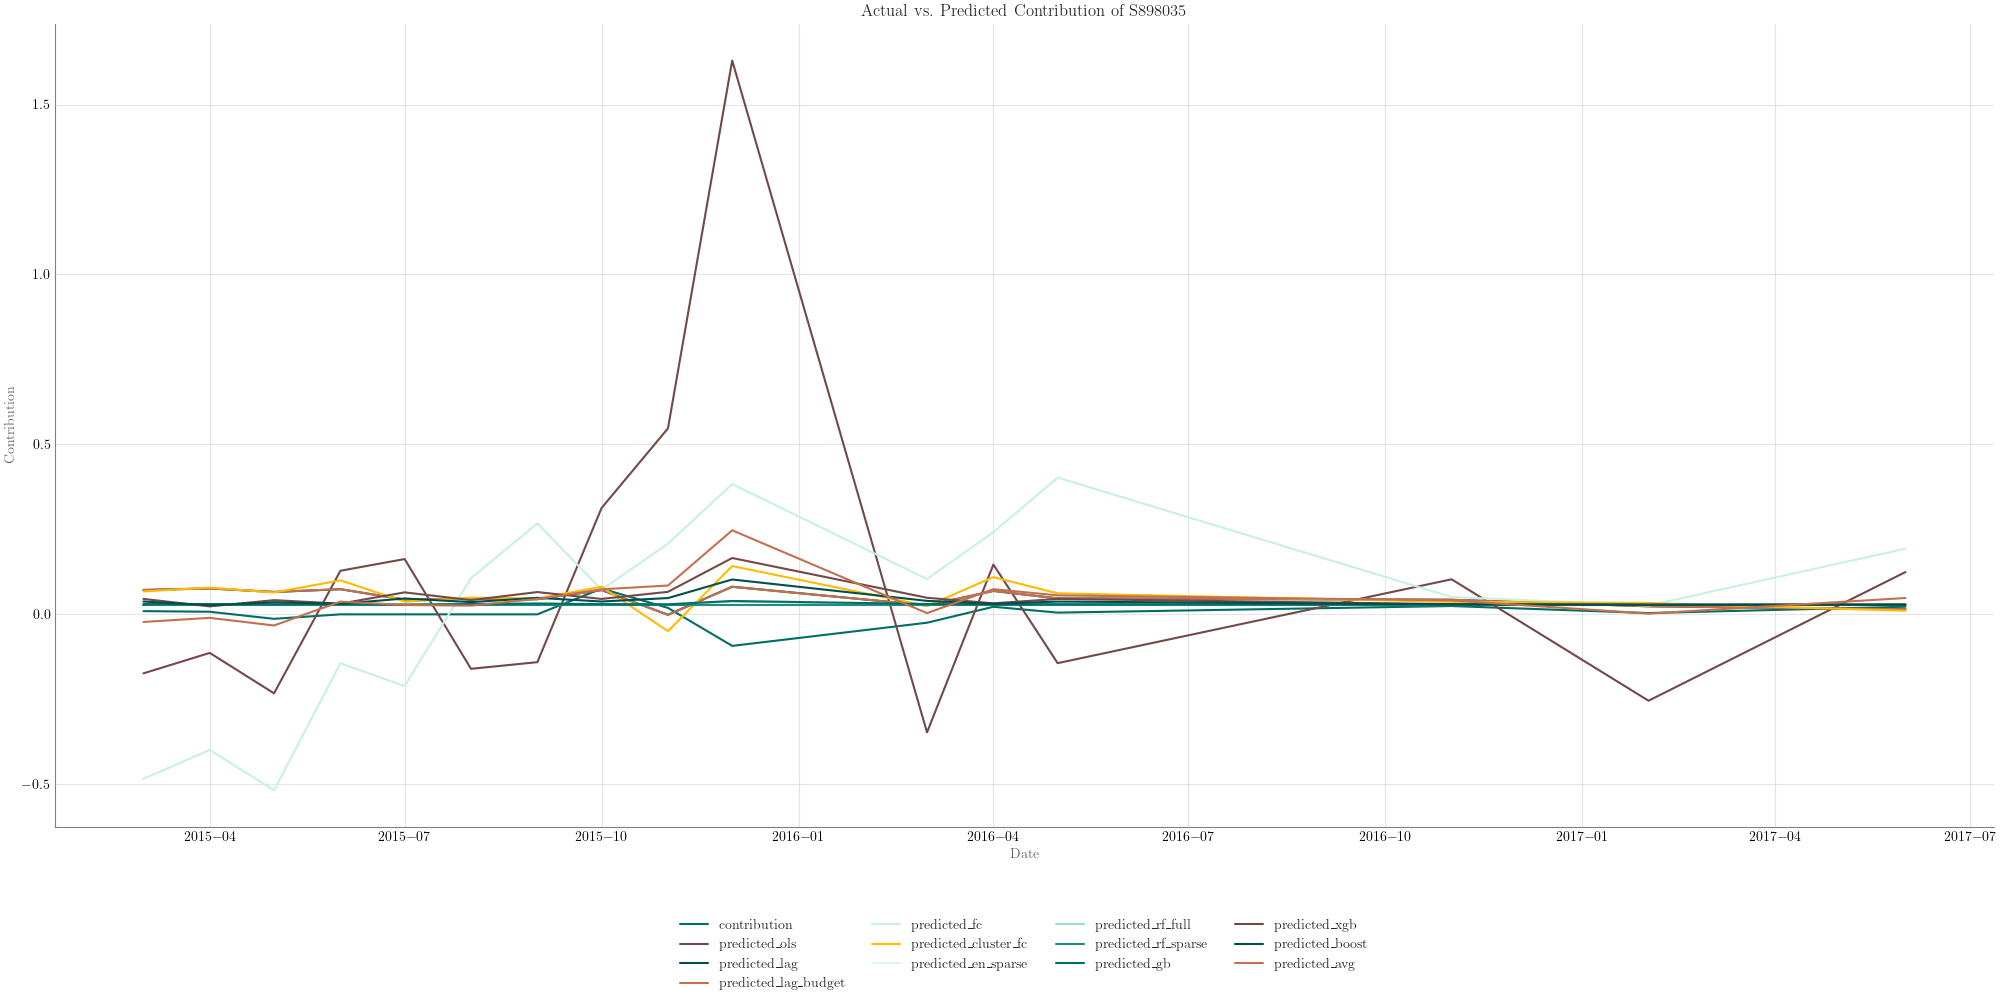 Actual vs. Predicted Contribution of S898035
1.5
1.0
0.5
0.0
−0.5
Contribution
2015−04 2015−07 2015−10 2016−01 2016−04 2016−07 2016−10 2017−01 2017−04 2017−07
Date
contribution predicted_fc predicted_rf_full predicted_xgb
predicted_ols predicted_cluster_fc predicted_rf_sparse predicted_boost
predicted_lag predicted_en_sparse predicted_gb predicted_avg
predicted_lag_budget